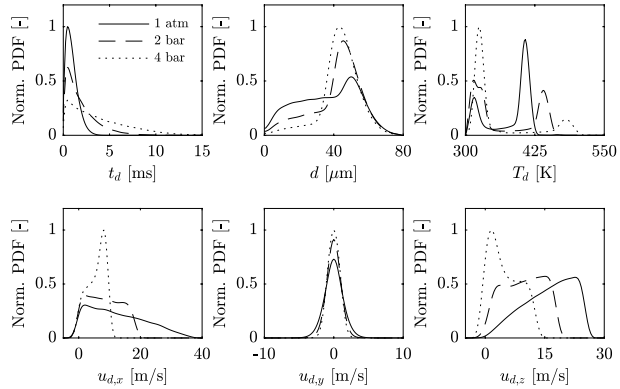 1 atm
2 bar
4 bar
Norm. PDF [-]
1
0.5
0
0 5 10 15
t_d [ms]
Norm. PDF [-]
1
0.5
0
0 20 40 60 80
d [μm]
Norm. PDF [-]
1
0.5
0
300 425 550
T_d [K]
Norm. PDF [-]
1
0.5
0
0 20 40
u_{d,x} [m/s]
Norm. PDF [-]
1
0.5
0
-10 0 10
u_{d,y} [m/s]
Norm. PDF [-]
1
0.5
0
0 15 30
u_{d,z} [m/s]